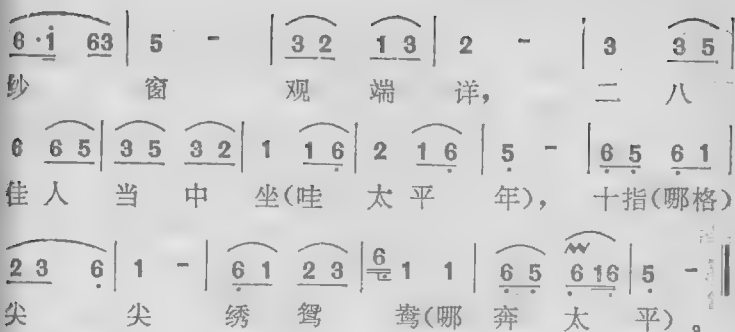 6·i 63 | 5 - | 3 2 1 3 | 2 - | 3 3 5 |
纱 窗 观 端 详, 二 八
6 6 5 | 3 5 3 2 | 1 1 6 | 2 1 6 | 5 - | 6 5 6 1 |
佳 人 当 中 坐(哇 太 平 年), 十指(哪格)
2 3 6 | 1 - | 6 1 2 3 | 6 1 1 | 6 5 6 16 | 5 - ‖
尖 尖 绣 鸳 鸯(哪 奔 太 平)。